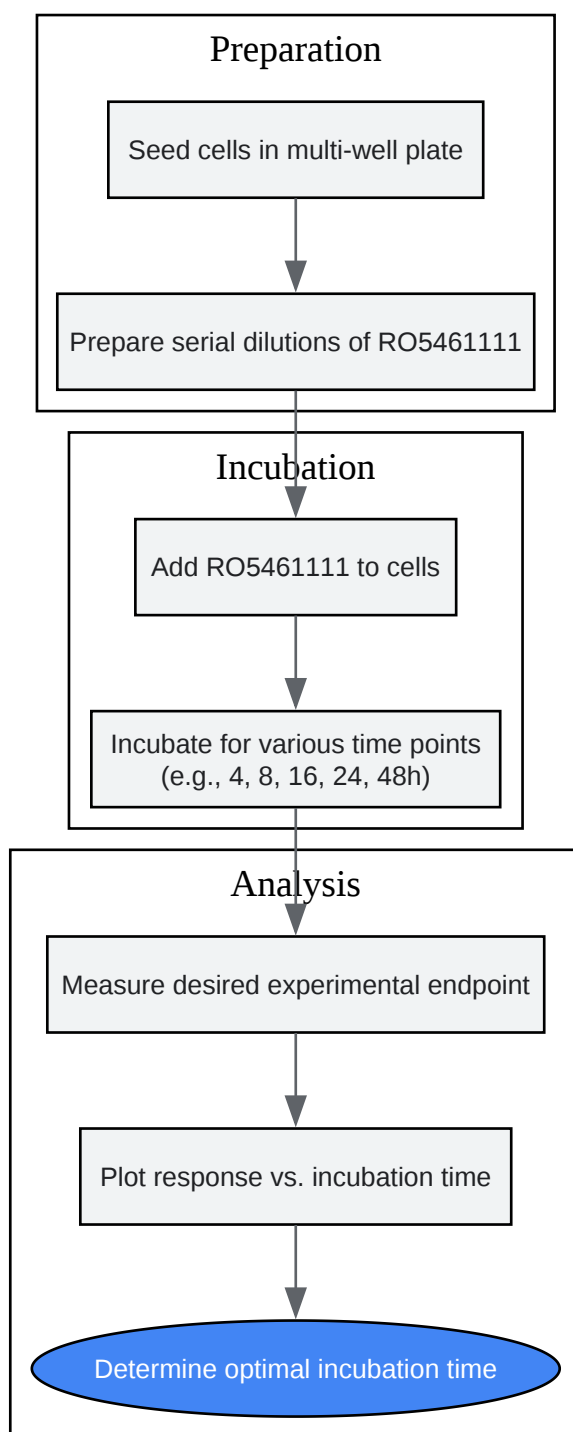 Preparation
Seed cells in multi-well plate
Prepare serial dilutions of RO5461111
Incubation
Add RO5461111 to cells
Incubate for various time points
(e.g., 4, 8, 16, 24, 48h)
Analysis
Measure desired experimental endpoint
Plot response vs. incubation time
Determine optimal incubation time